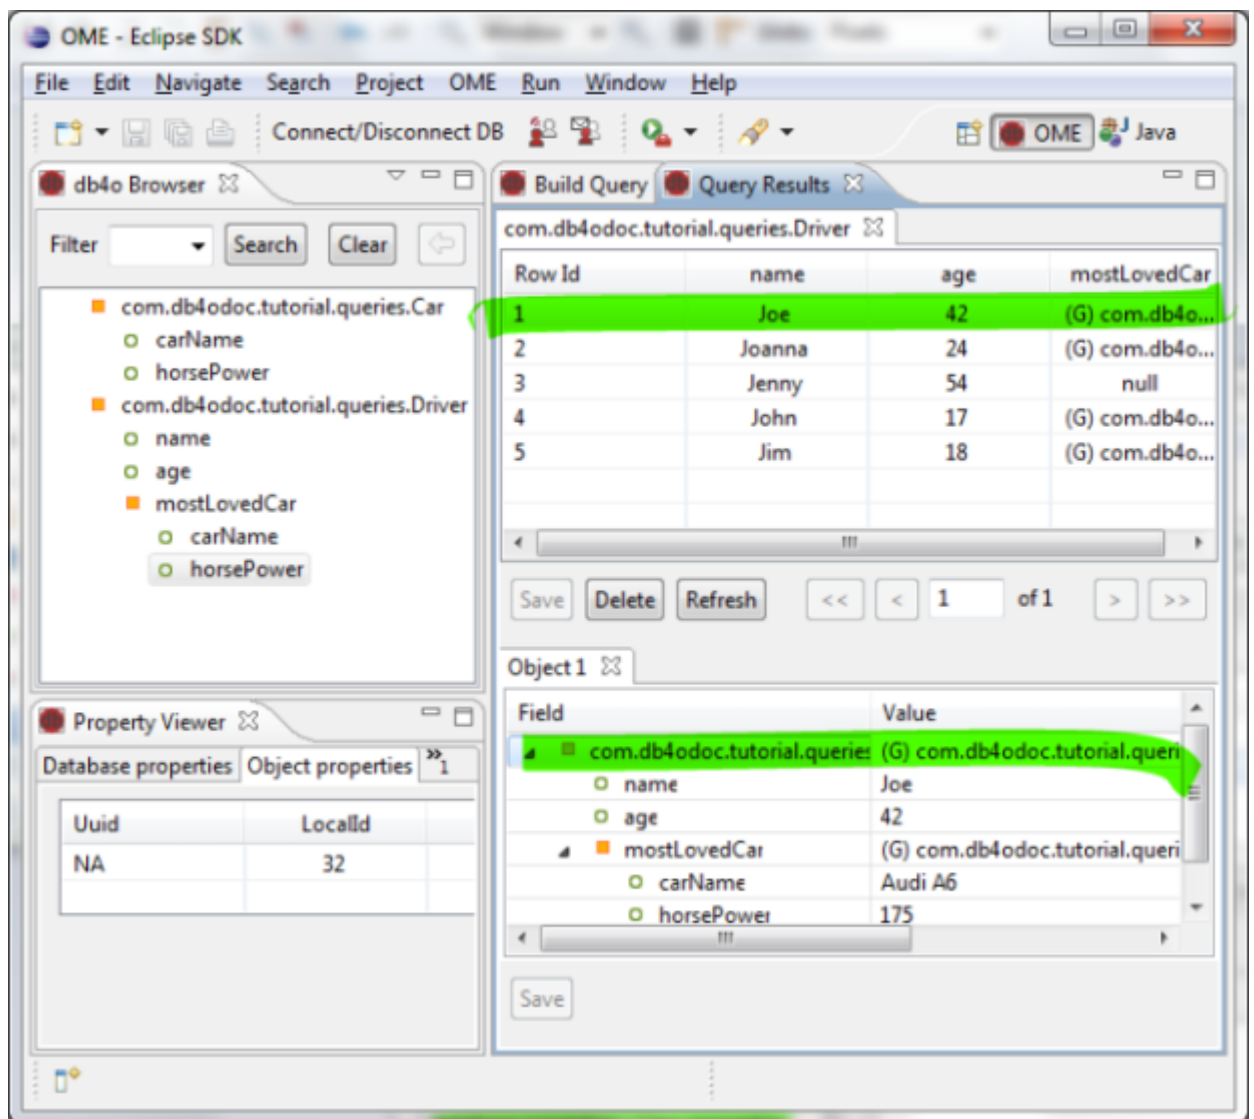 OME - Eclipse SDK
File Edit Navigate Search Project OME Run Window Help
Connect/Disconnect DB OME Java
db4o Browser
Filter Search Clear
com.db4odoc.tutorial.queries.Car
carName
horsePower
com.db4odoc.tutorial.queries.Driver
name
age
mostLovedCar
carName
horsePower
Property Viewer
Database properties Object properties »1
Uuid LocalId
NA 32
Build Query Query Results
com.db4odoc.tutorial.queries.Driver
Row Id name age mostLovedCar
1 Joe 42 (G) com.db4o...
2 Joanna 24 (G) com.db4o...
3 Jenny 54 null
4 John 17 (G) com.db4o...
5 Jim 18 (G) com.db4o...
Save Delete Refresh << < 1 of 1 > >>
Object 1
Field Value
com.db4odoc.tutorial.queries (G) com.db4odoc.tutorial.queri
name Joe
age 42
mostLovedCar (G) com.db4odoc.tutorial.queri
carName Audi A6
horsePower 175
Save